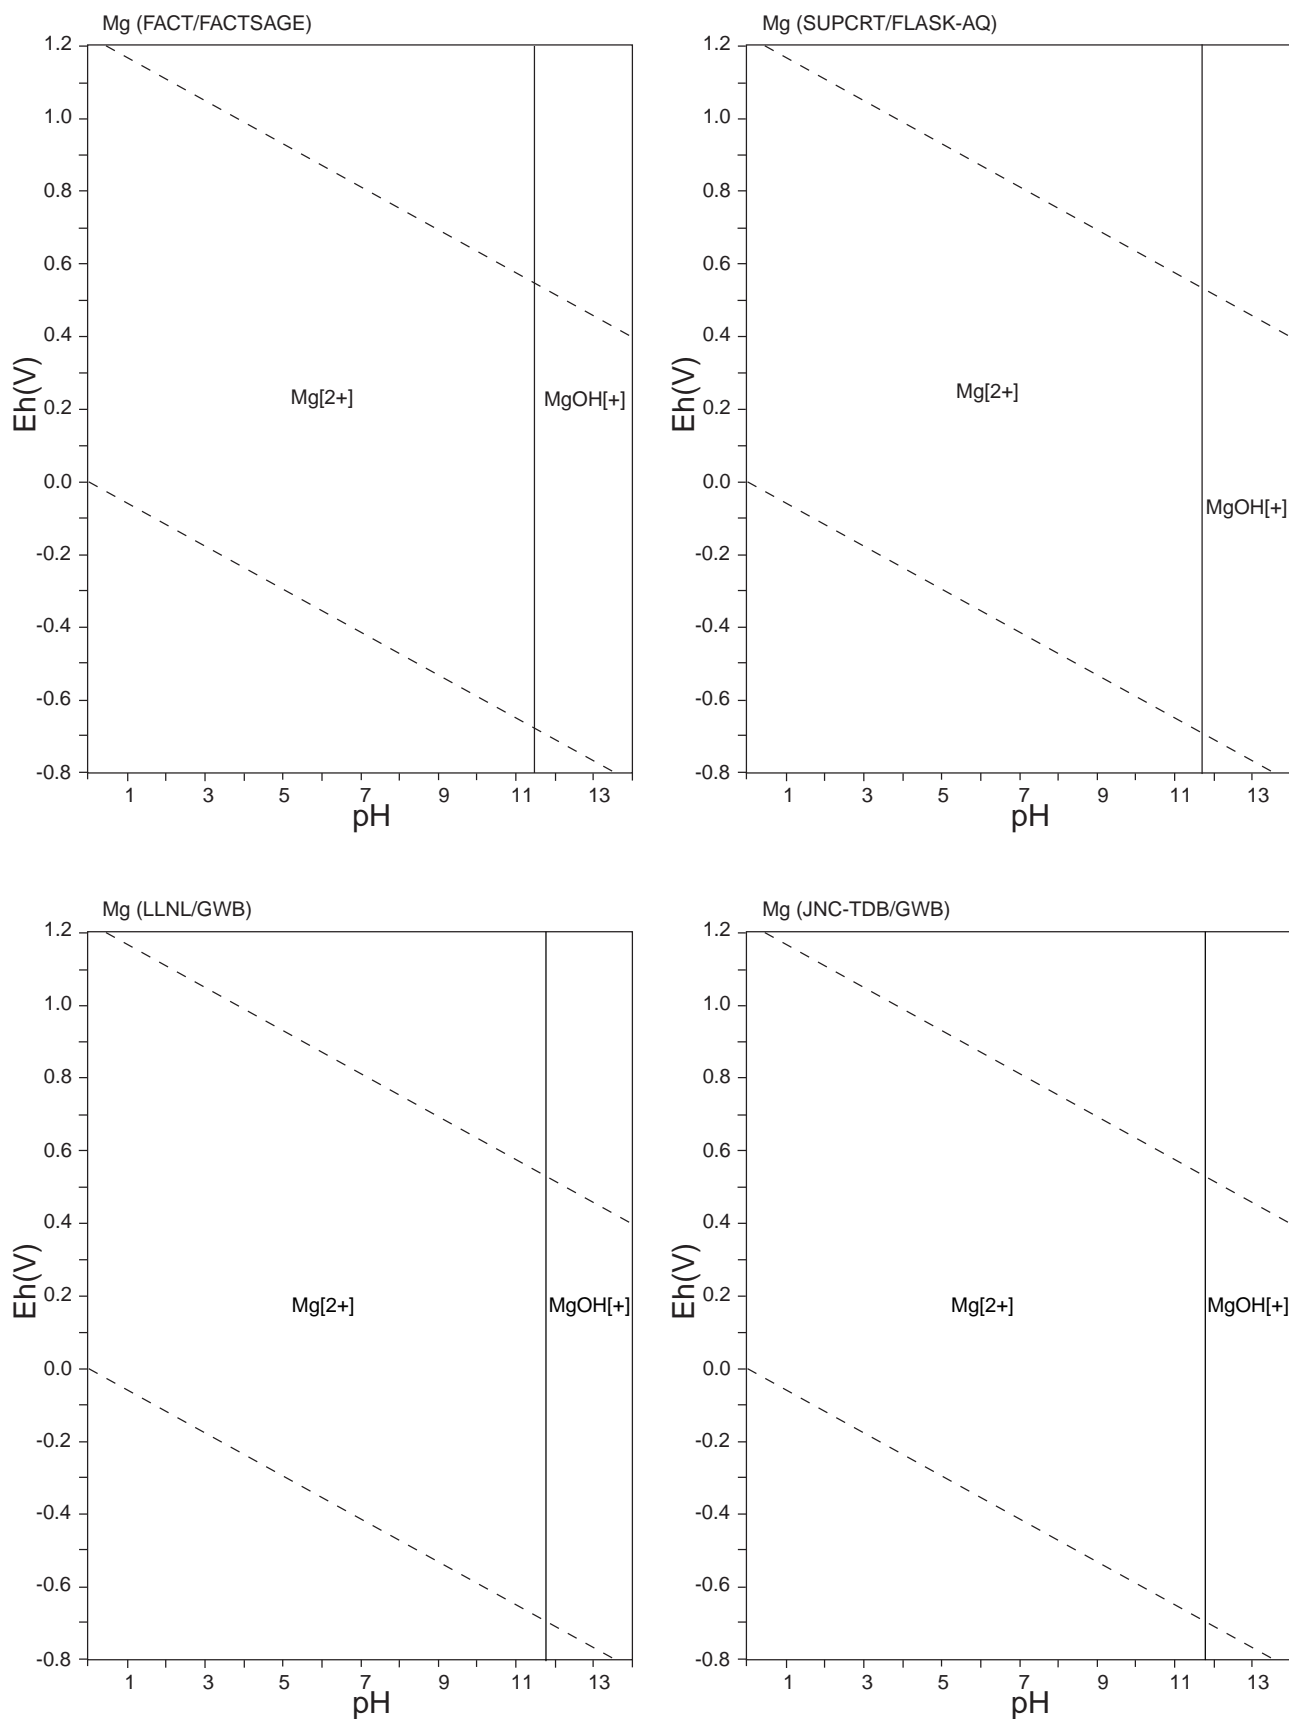 Mg (FACT/FACTSAGE)
1.2
1.0
0.8
0.6
0.4
0.2
0.0
-0.2
-0.4
-0.6
-0.8
Eh(V)
Mg[2+]
MgOH[+]
1 3 5 7 9 11 13
pH
Mg (SUPCRT/FLASK-AQ)
1.2
1.0
0.8
0.6
0.4
0.2
0.0
-0.2
-0.4
-0.6
-0.8
Eh(V)
Mg[2+]
MgOH[+]
1 3 5 7 9 11 13
pH
Mg (LLNL/GWB)
1.2
1.0
0.8
0.6
0.4
0.2
0.0
-0.2
-0.4
-0.6
-0.8
Eh(V)
Mg[2+]
MgOH[+]
1 3 5 7 9 11 13
pH
Mg (JNC-TDB/GWB)
1.2
1.0
0.8
0.6
0.4
0.2
0.0
-0.2
-0.4
-0.6
-0.8
Eh(V)
Mg[2+]
MgOH[+]
1 3 5 7 9 11 13
pH